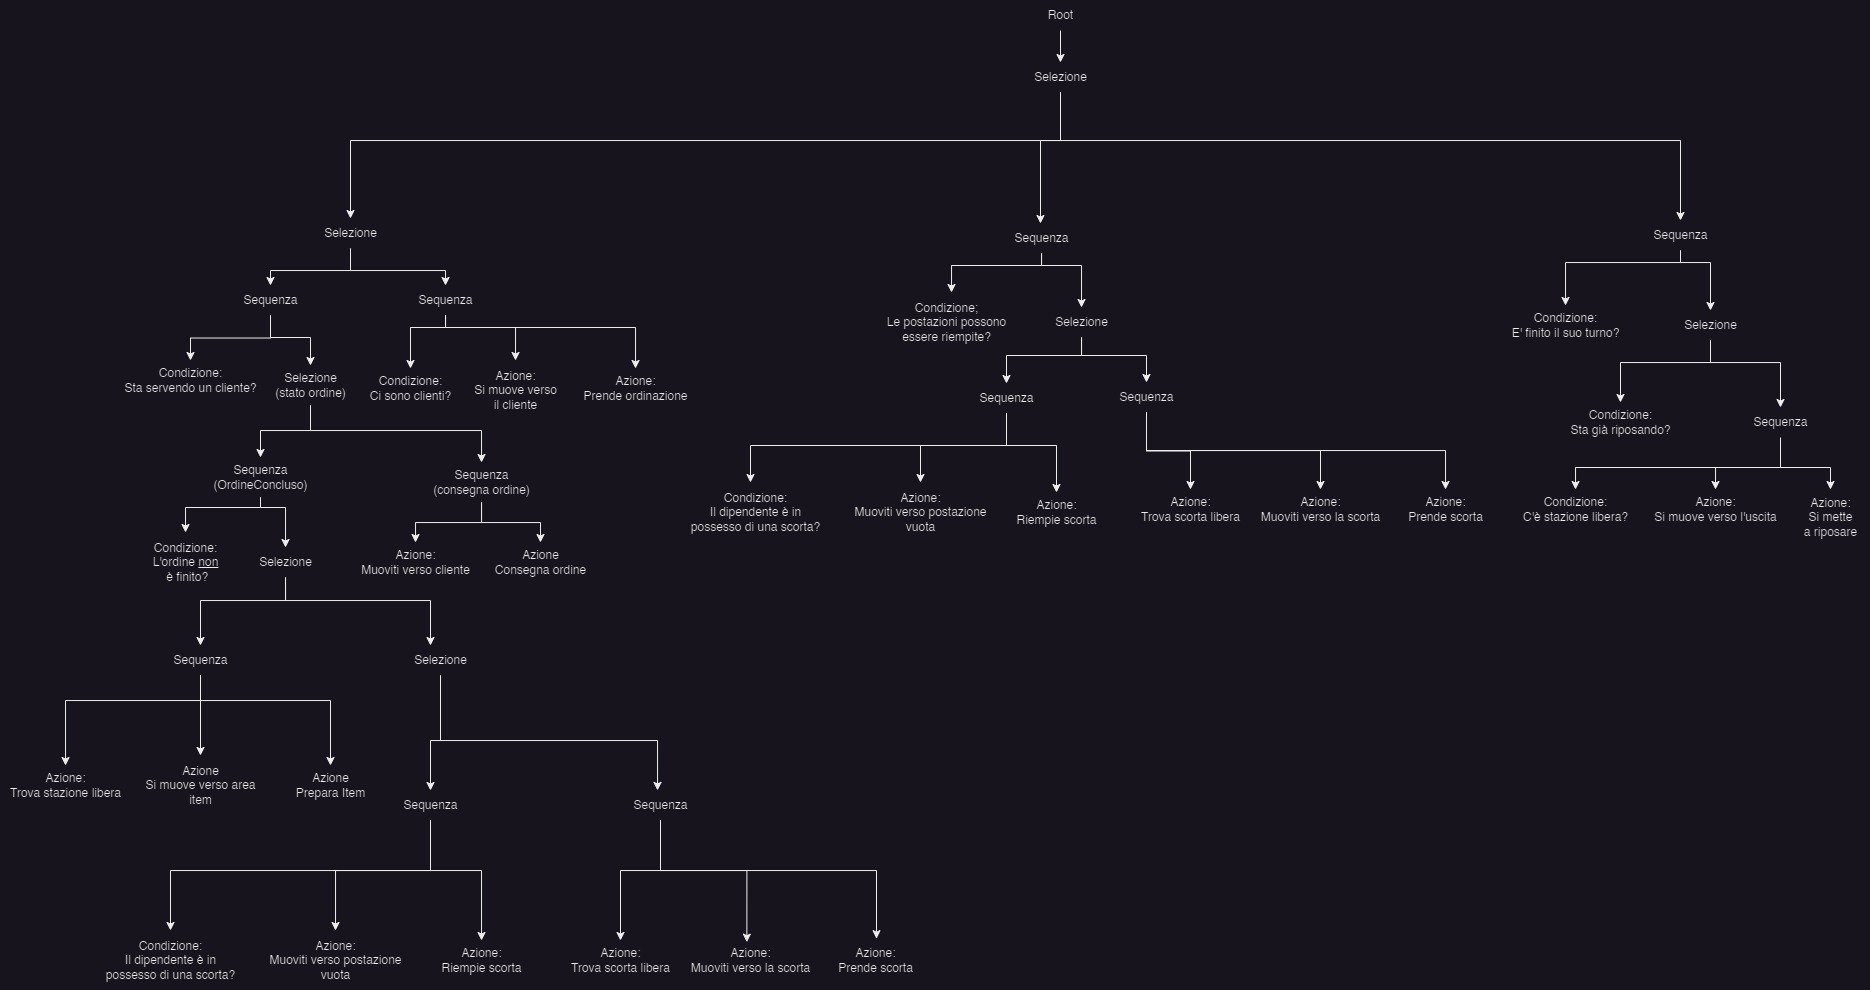 Root
Selezione
Selezione
Sequenza
Sequenza
Sequenza
Sequenza
Condizione;
Le postazioni possono
essere riempite?
Selezione
Condizione:
E' finito il suo turno?
Selezione
Condizione:
Sta servendo un cliente?
Selezione
(stato ordine)
Condizione:
Ci sono clienti?
Azione:
Si muove verso
il cliente
Azione:
Prende ordinazione
Sequenza
Sequenza
Condizione:
Sta già riposando?
Sequenza
Sequenza
(OrdineConcluso)
Sequenza
(consegna ordine)
Condizione:
Il dipendente è in
possesso di una scorta?
Azione:
Muoviti verso postazione
vuota
Azione:
Riempie scorta
Azione:
Trova scorta libera
Azione:
Muoviti verso la scorta
Azione:
Prende scorta
Condizione:
C'è stazione libera?
Azione:
Si muove verso l'uscita
Azione:
Si mette
a riposare
Condizione:
L'ordine non
è finito?
Selezione
Azione:
Muoviti verso cliente
Azione
Consegna ordine
Sequenza
Selezione
Azione:
Trova stazione libera
Azione
Si muove verso area
item
Azione
Prepara Item
Sequenza
Sequenza
Condizione:
Il dipendente è in
possesso di una scorta?
Azione:
Muoviti verso postazione
vuota
Azione:
Riempie scorta
Azione:
Trova scorta libera
Azione:
Muoviti verso la scorta
Azione:
Prende scorta